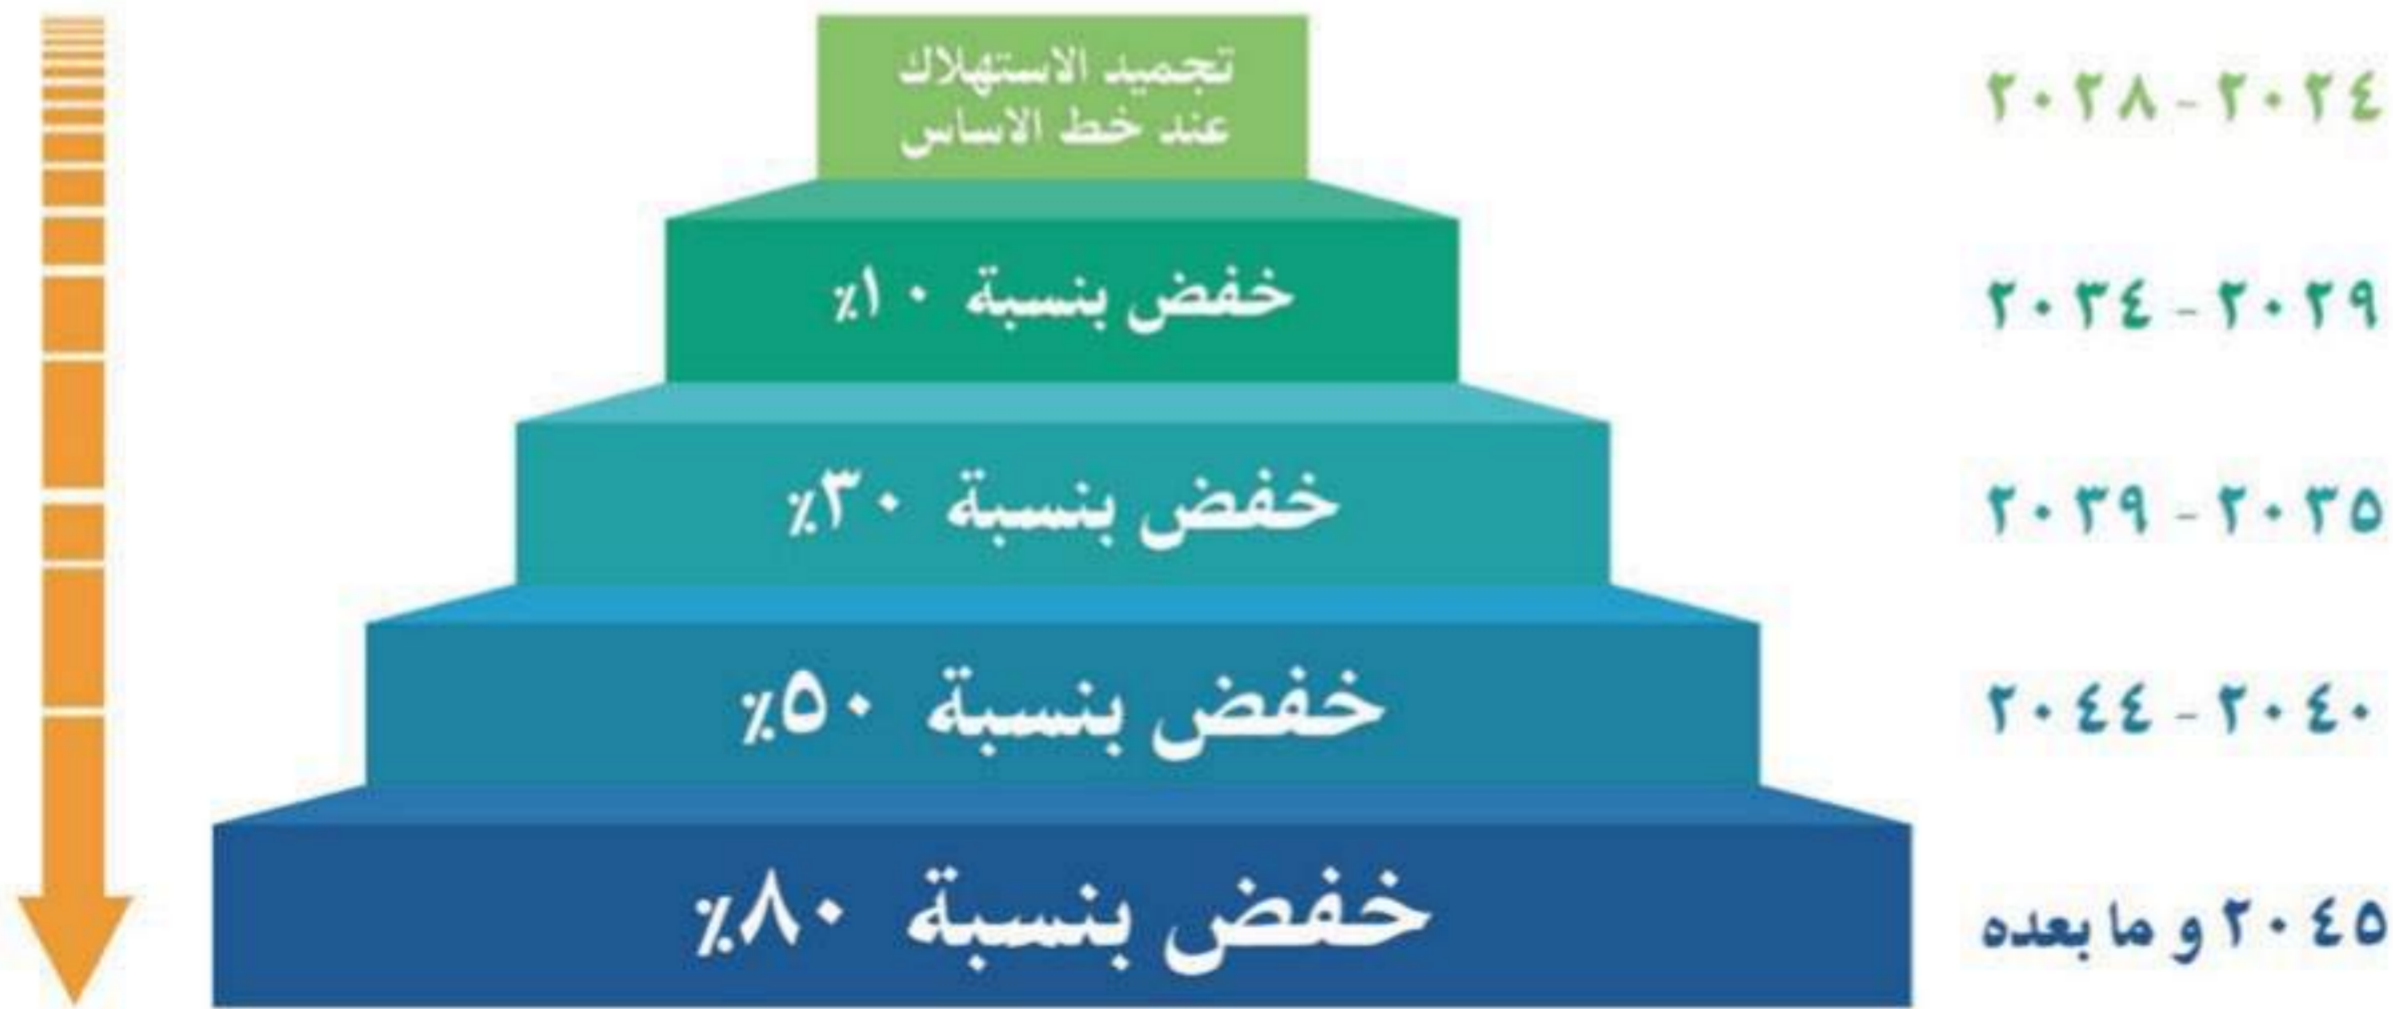 تجميد الاستهلاك
عند خط الاساس
٢٠٢٤ - ٢٠٢٨
خفض بنسبة ١٠٪
٢٠٢٩ - ٢٠٣٤
خفض بنسبة ٣٠٪
٢٠٣٥ - ٢٠٣٩
خفض بنسبة ٥٠٪
٢٠٤٠ - ٢٠٤٤
خفض بنسبة ٨٠٪
٢٠٤٥ و ما بعده